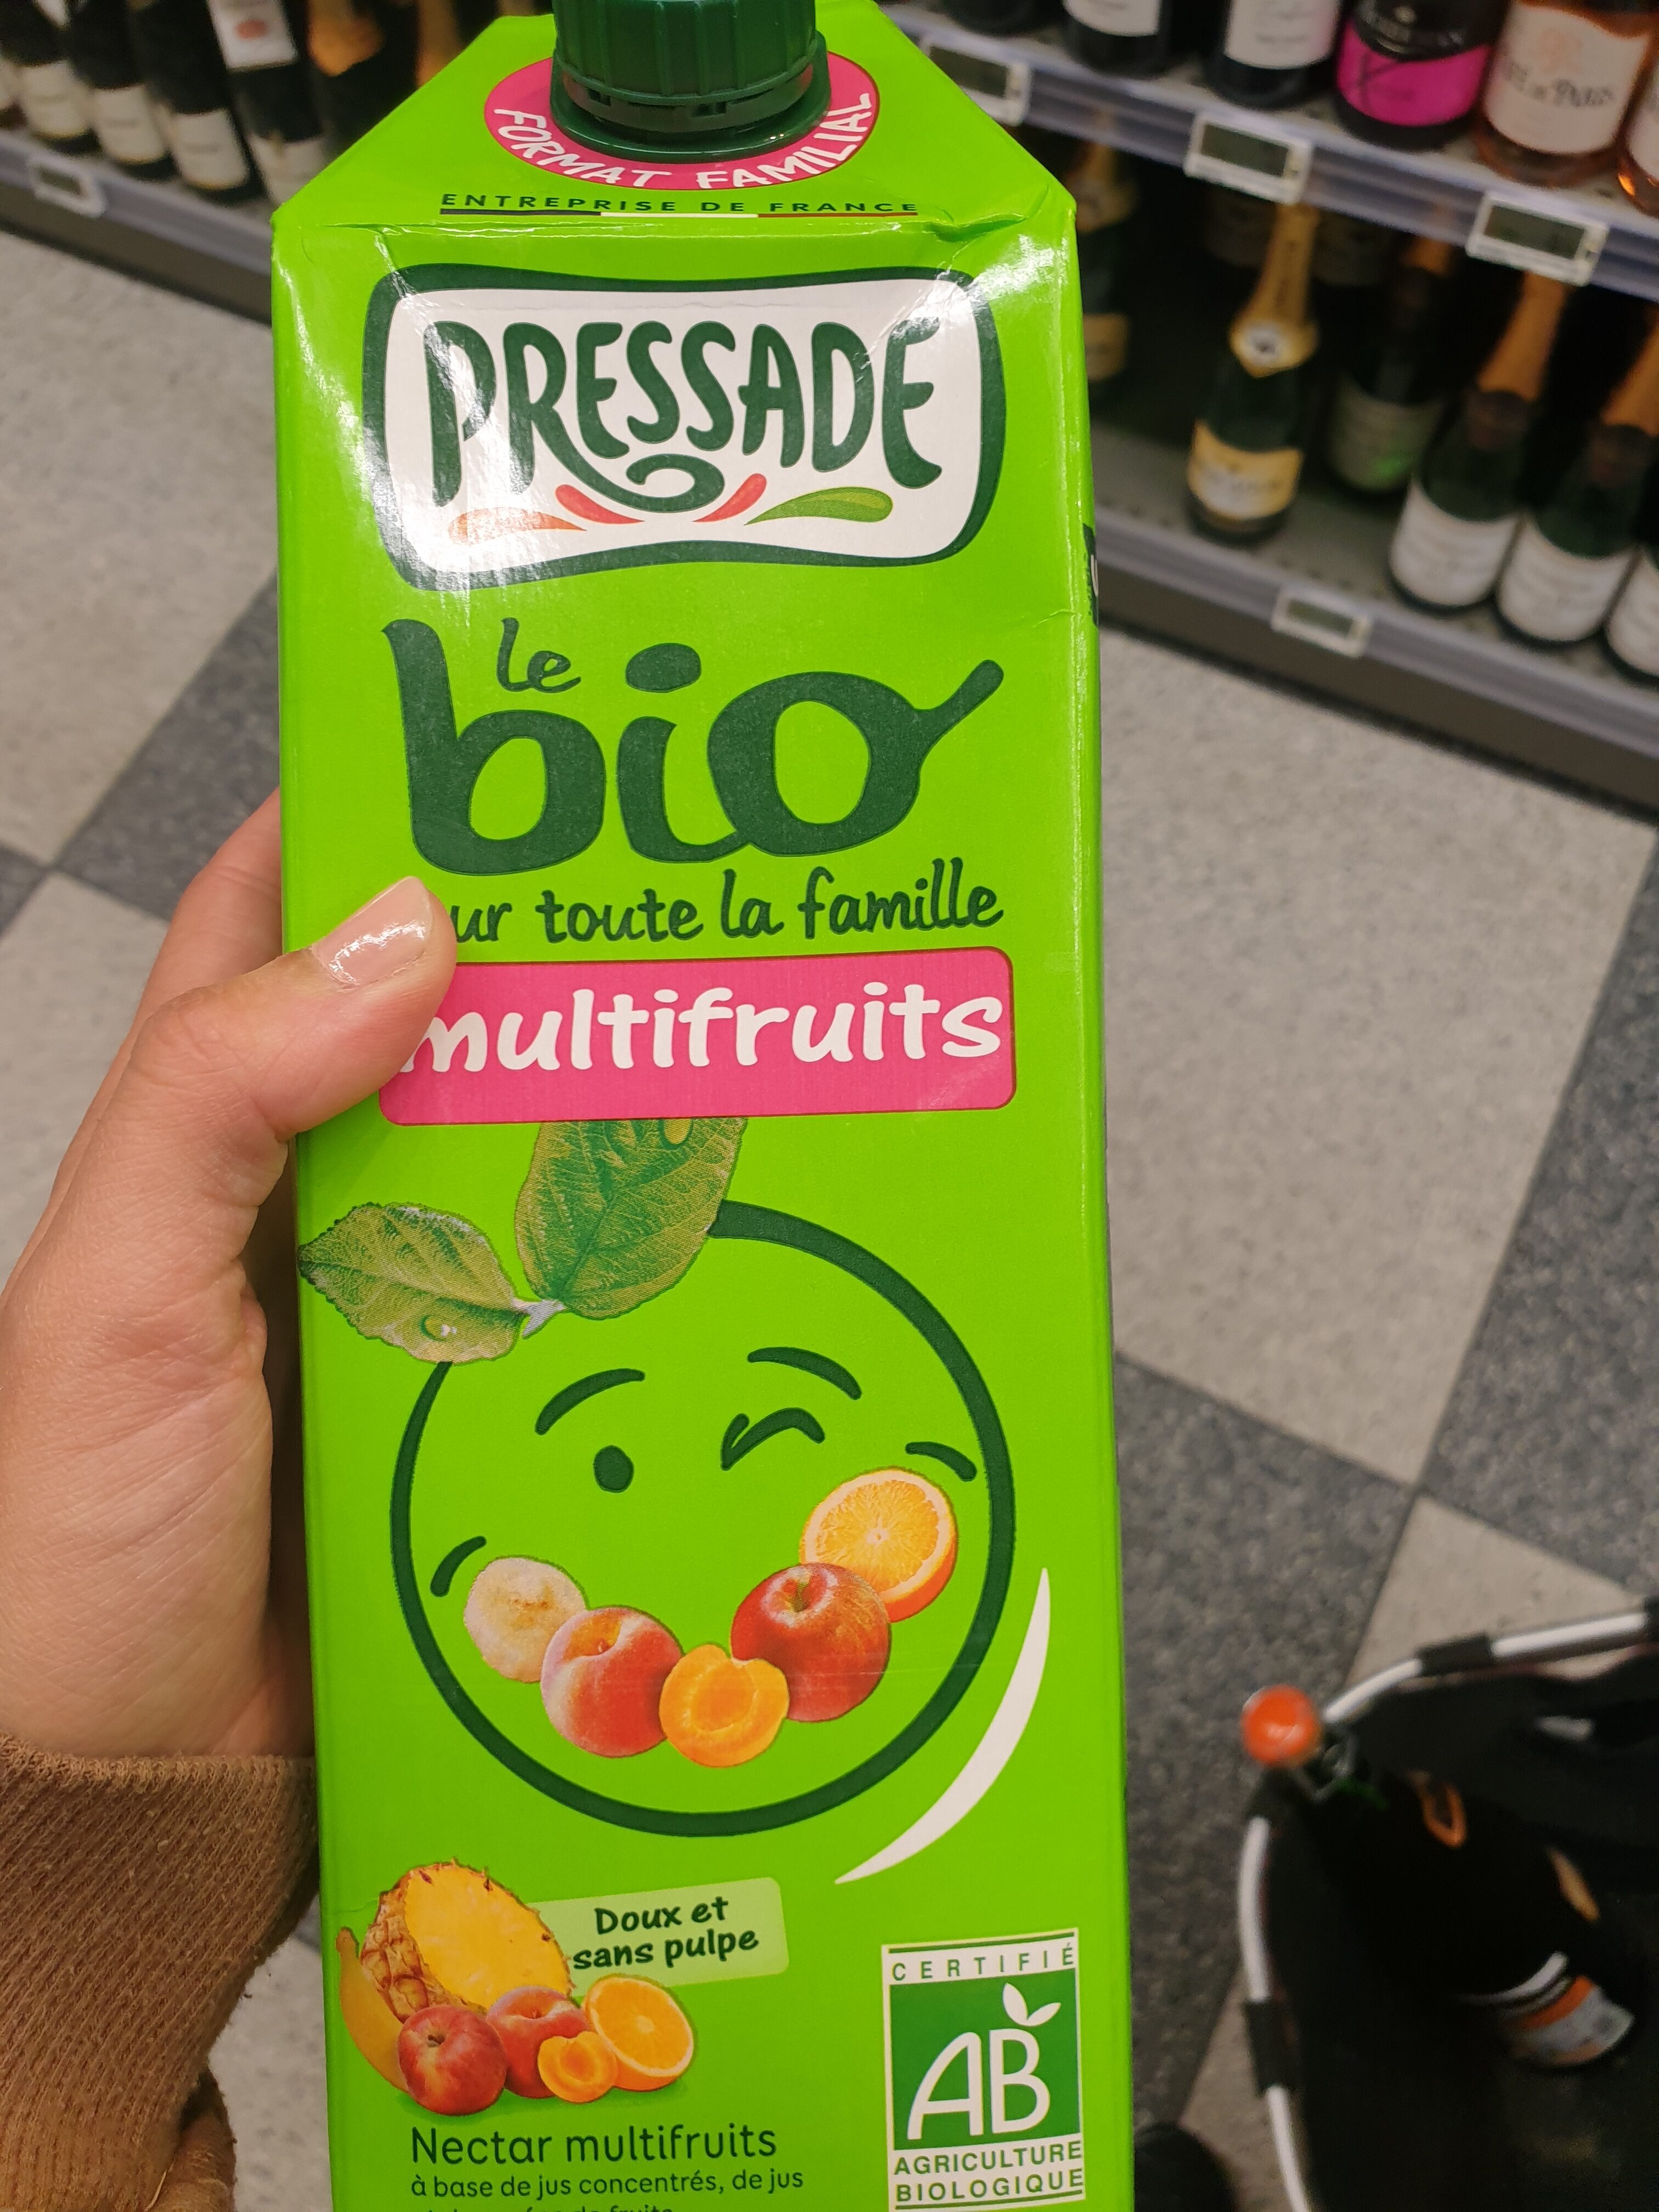 FORMAT FAMILIAL
ENTREPRISE DE FRANCE
PRESSADE
le
bio
ur toute la famille
multifruits
Doux et
sans pulpe
CERTIFIÉ
AB
AGRICULTURE
BIOLOGIQUE
Nectar multifruits
à base de jus concentrés, de jus